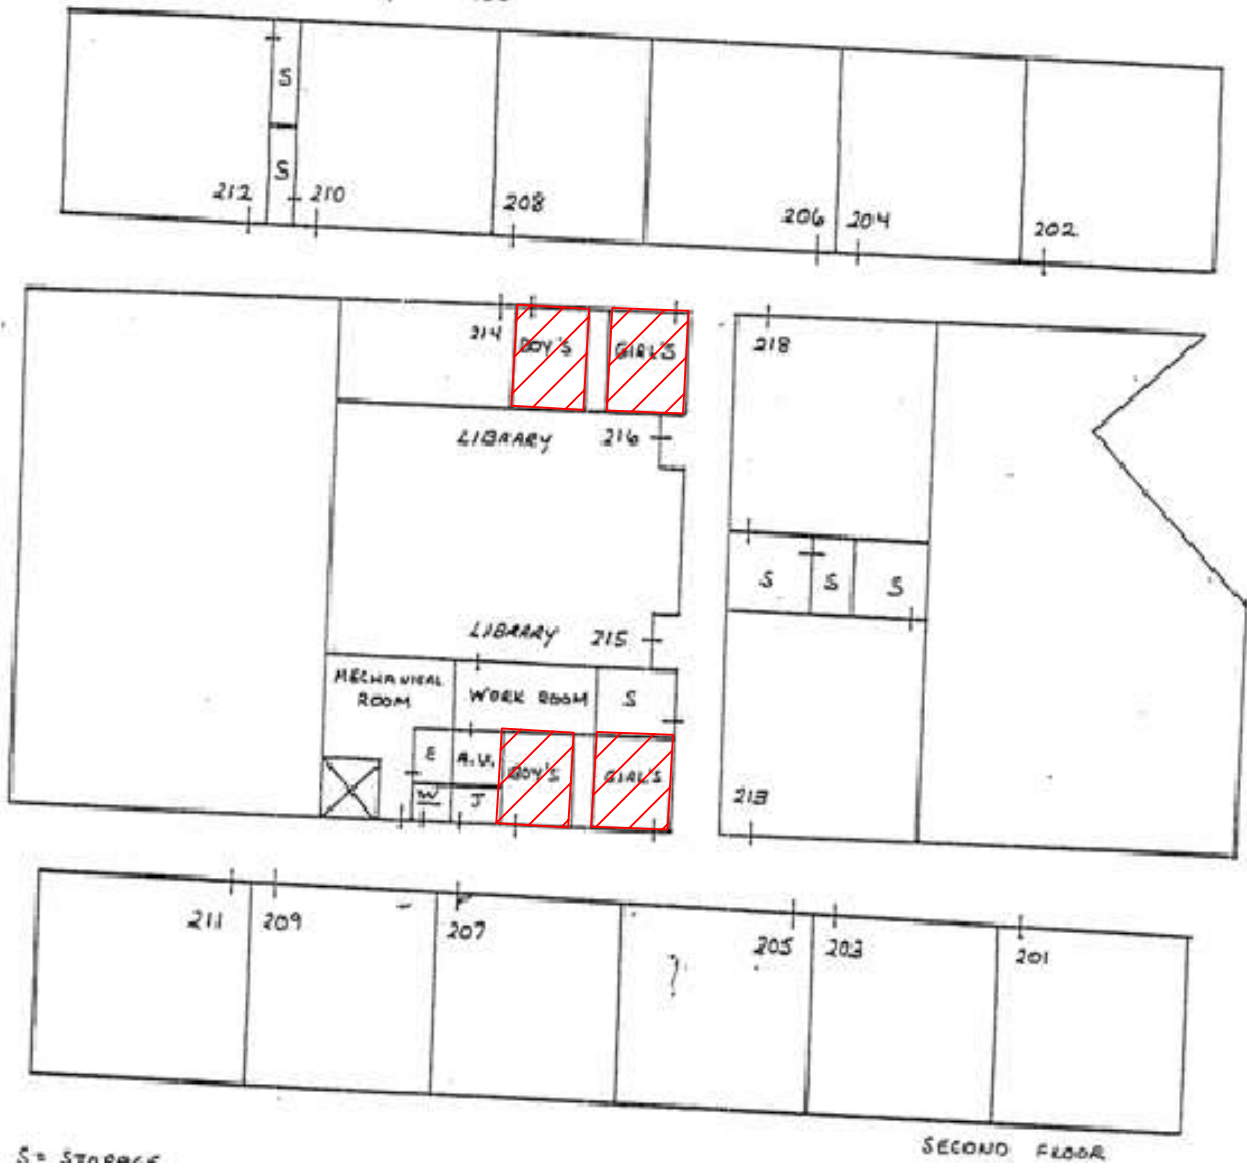 S
S
212
210
208
206
204
202
214
BOY'S
GIRL'S
218
LIBRARY
216
S
S
S
LIBRARY
215
MECHANICAL
ROOM
WORK ROOM
S
E
A.V.
BOY'S
GIRL'S
W
J
213
211
209
207
205
203
201
?
SECOND FLOOR
S = STORAGE